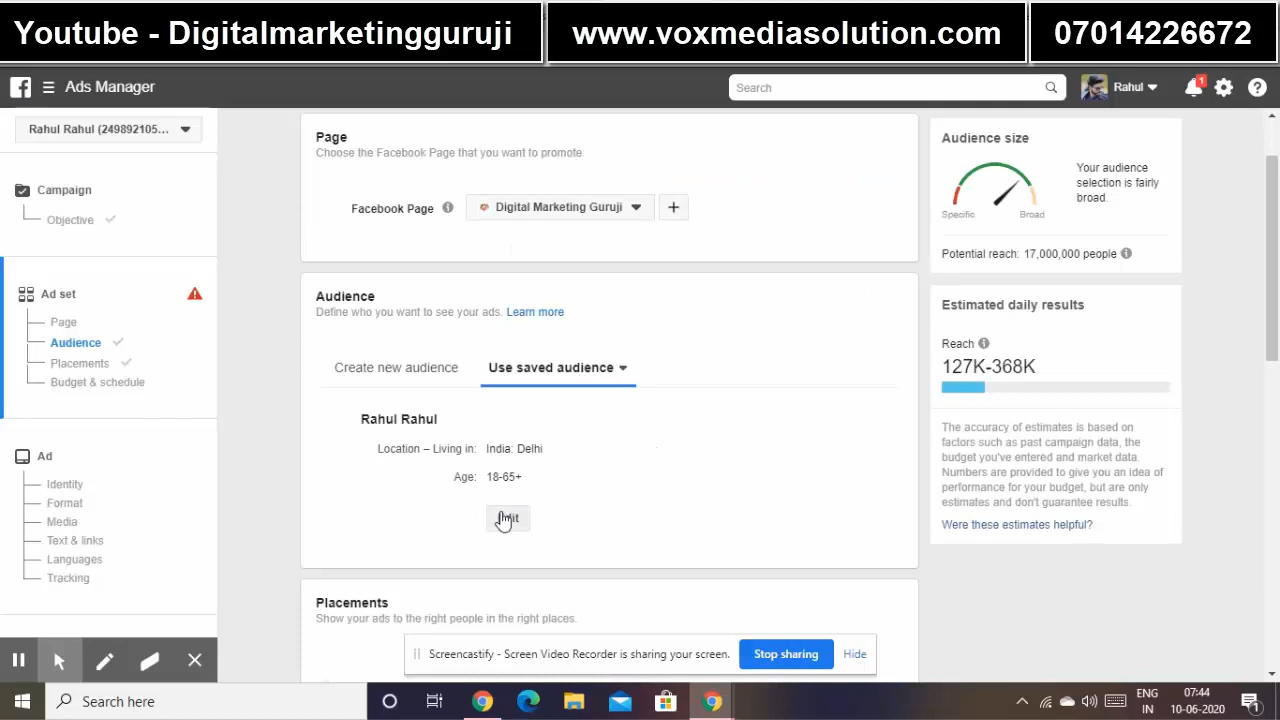 Youtube - Digitalmarketingguruji
www.voxmediasolution.com
07014226672
Ads Manager
Search
Rahul
1
Rahul Rahul (249892105...
Campaign
Objective
Ad set
Page
Audience
Placements
Budget & schedule
Ad
Identity
Format
Media
Text & links
Languages
Tracking
Page
Choose the Facebook Page that you want to promote
Facebook Page
Digital Marketing Guruji
+
Audience
Define who you want to see your ads. Learn more
Create new audience
Use saved audience
Rahul Rahul
Location – Living in: India: Delhi
Age: 18-65+
Placements
Show your ads to the right people in the right places.
Audience size
Specific
Broad
Your audience
selection is fairly
broad.
Potential reach: 17,000,000 people
Estimated daily results
Reach
127K-368K
The accuracy of estimates is based on
factors such as past campaign data, the
budget you've entered and market data.
Numbers are provided to give you an idea of
performance for your budget, but are only
estimates and don't guarantee results.
Were these estimates helpful?
Screencastify - Screen Video Recorder is sharing your screen.
Stop sharing
Hide
Search here
ENG
IN
07:44
10-06-2020
1